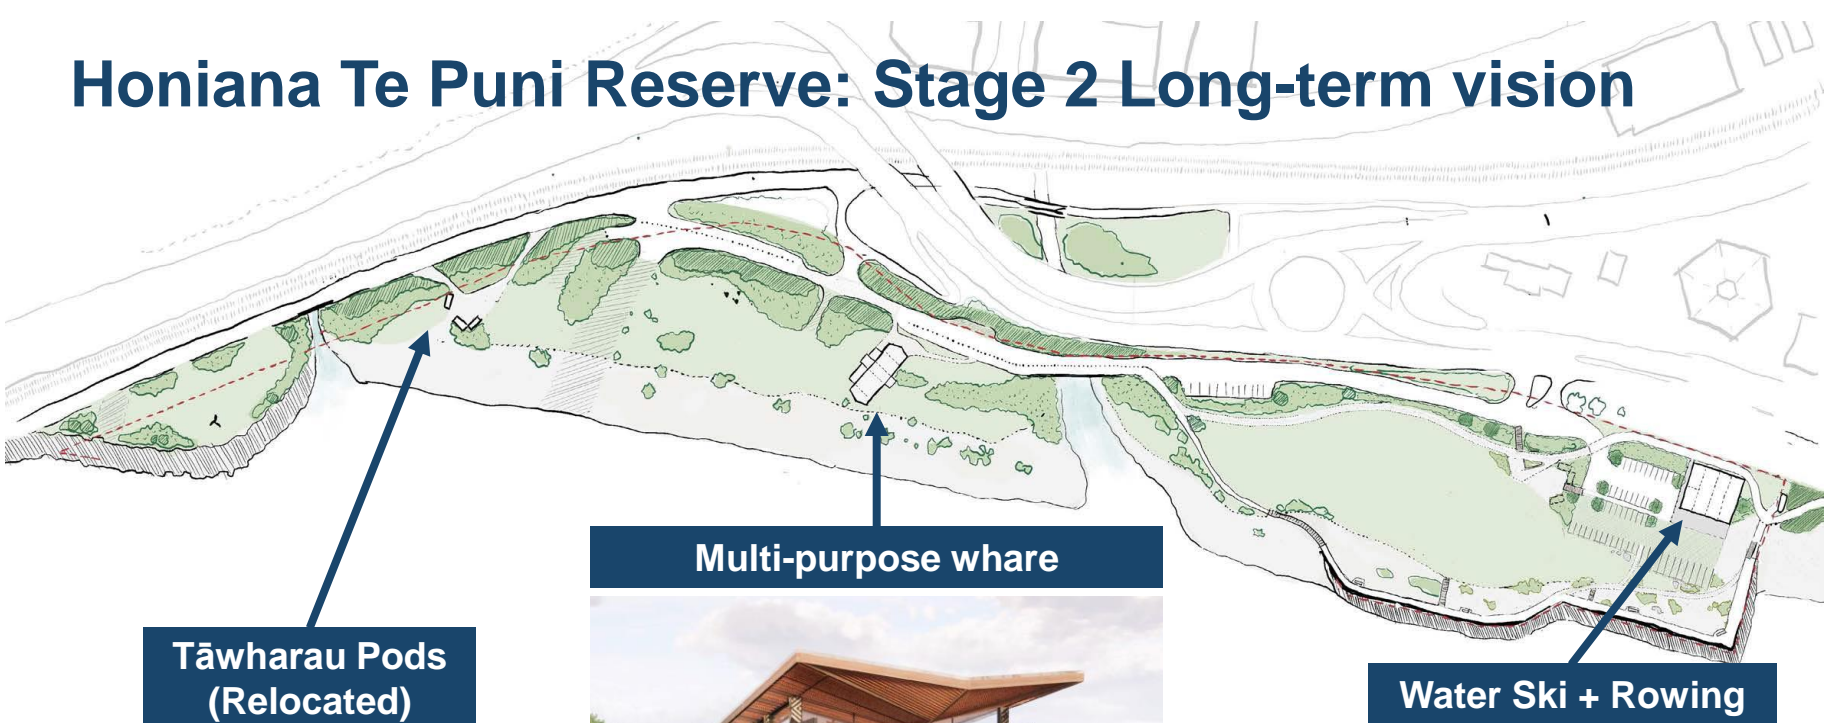 Honiana Te Puni Reserve: Stage 2 Long-term vision
Multi-purpose whare
Tāwharau Pods
(Relocated)
Water Ski + Rowing